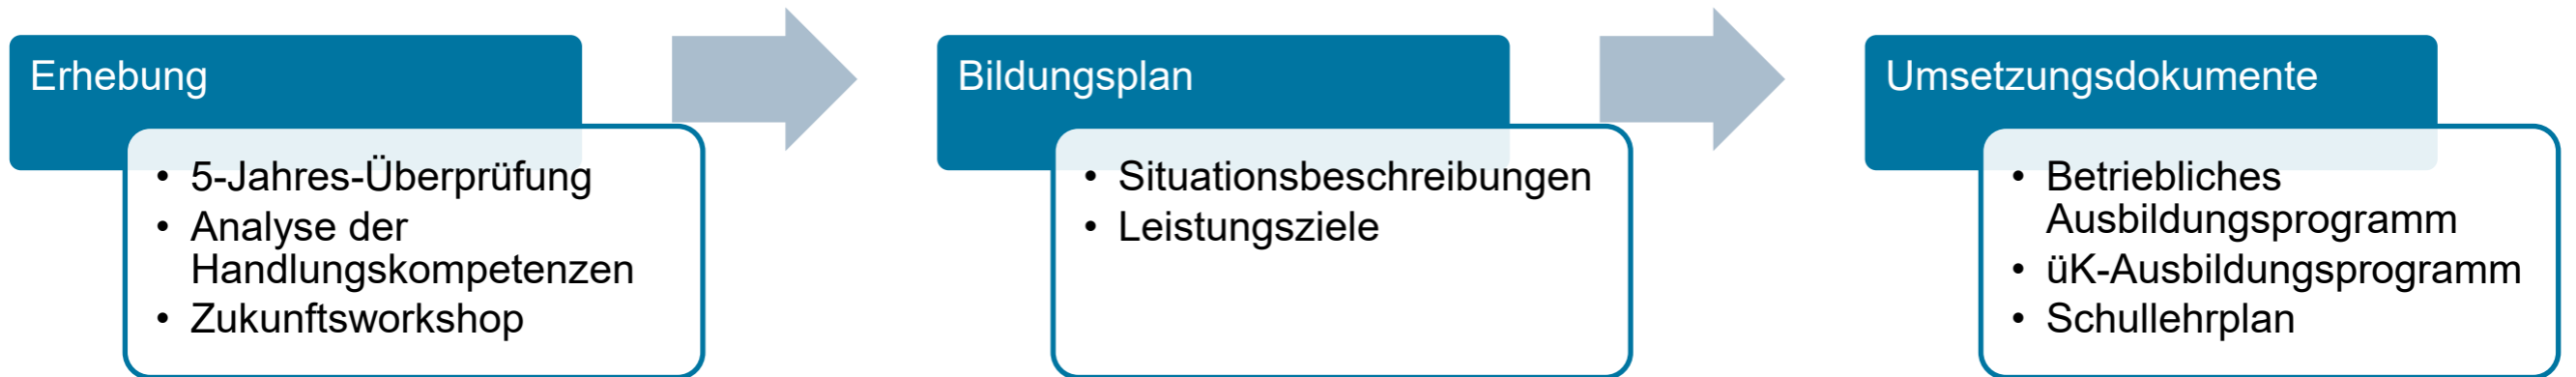 Erhebung
• 5-Jahres-Überprüfung
• Analyse der
Handlungskompetenzen
• Zukunftsworkshop
Bildungsplan
• Situationsbeschreibungen
• Leistungsziele
Umsetzungsdokumente
• Betriebliches
Ausbildungsprogramm
• üK-Ausbildungsprogramm
• Schullehrplan